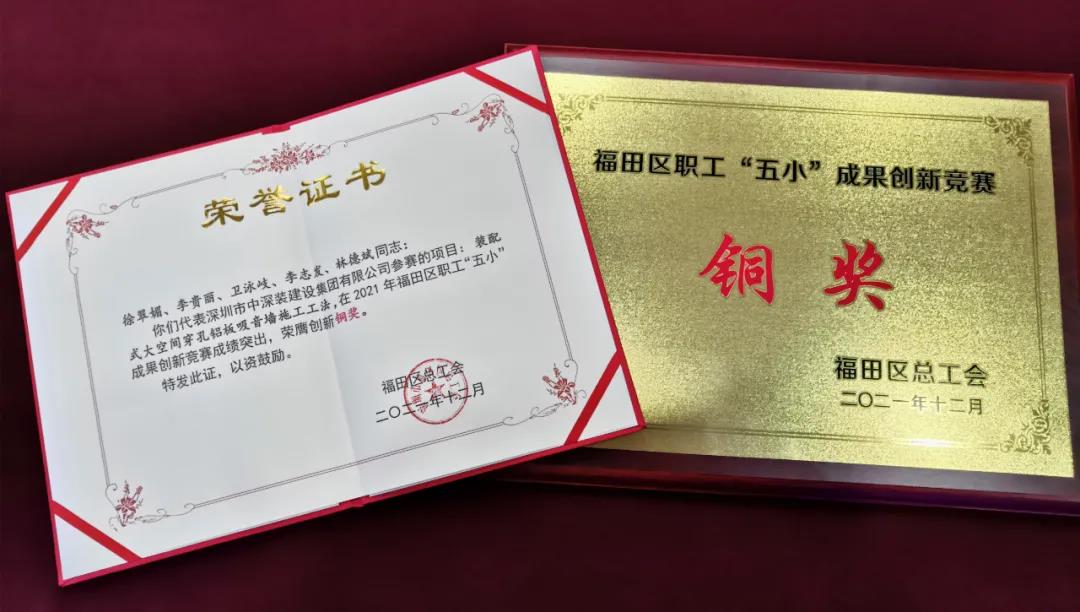 荣誉证书
徐翠媚、李贵丽、卫泳岐、李志发、林德斌同志：
你们代表深圳市中深装建设集团有限公司参赛的项目：装配
式大空间穿孔铝板吸音墙施工工法，在2021年福田区职工“五小”
成果创新竞赛成绩突出，荣膺创新铜奖。
特发此证，以资鼓励。
福田区总工会
二〇二一年十二月
福田区职工“五小”成果创新竞赛
铜奖
福田区总工会
二〇二一年十二月